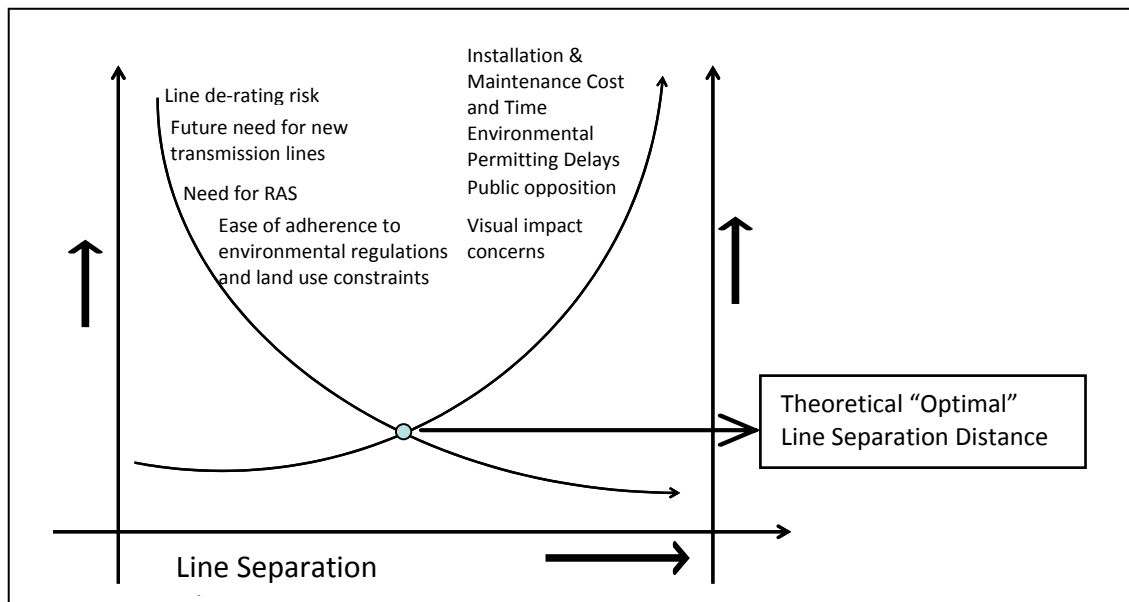 Line de-rating risk
Future need for new
transmission lines
Need for RAS
Ease of adherence to
environmental regulations
and land use constraints
Installation &
Maintenance Cost
and Time
Environmental
Permitting Delays
Public opposition
Visual impact
concerns
Theoretical “Optimal”
Line Separation Distance
Line Separation